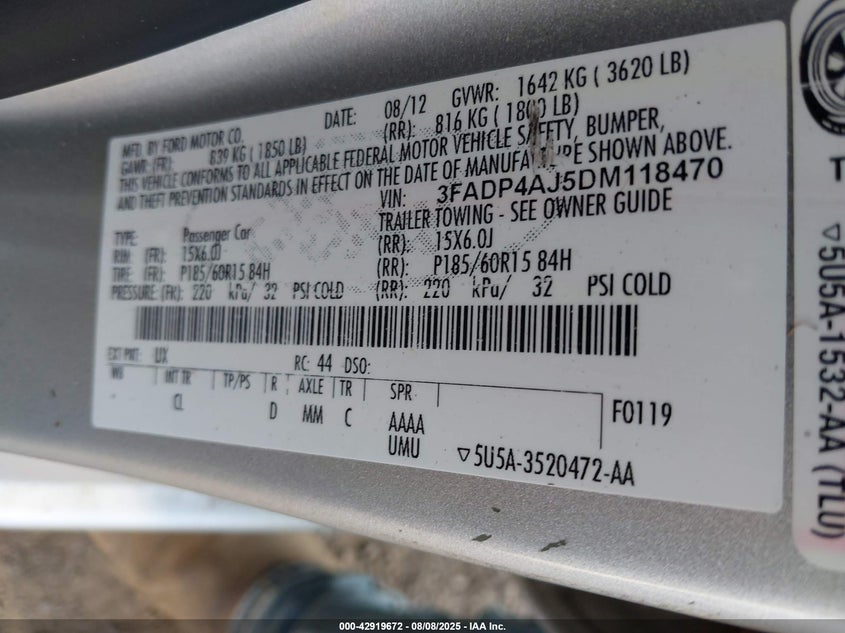 MFD. BY FORD MOTOR CO.
DATE: 08/12 GVWR: 1642 KG ( 3620 LB)
GAWR: (FR): 839 KG ( 1850 LB) (RR): 816 KG ( 1800 LB)
THIS VEHICLE CONFORMS TO ALL APPLICABLE FEDERAL MOTOR VEHICLE SAFETY, BUMPER,
AND THEFT PREVENTION STANDARDS IN EFFECT ON THE DATE OF MANUFACTURE SHOWN ABOVE.
VIN: 3FADP4AJ5DM118470
TYPE: Passenger Car TRAILER TOWING - SEE OWNER GUIDE
RIM (FR): 15X6.0J (RR): 15X6.0J
TIRE (FR): P185/60R15 84H (RR): P185/60R15 84H
PRESSURE (FR): 220 kPa/ 32 PSI COLD (RR): 220 kPa/ 32 PSI COLD
EXT PNT: UX RC: 44 DSO:
WB INT TR TP/PS R AXLE TR SPR
CL D MM C AAAA F0119
UMU
▽5U5A-3520472-AA
▽5U5A-1532-AA (TLU)
000-42919672 - 08/08/2025 - IAA Inc.